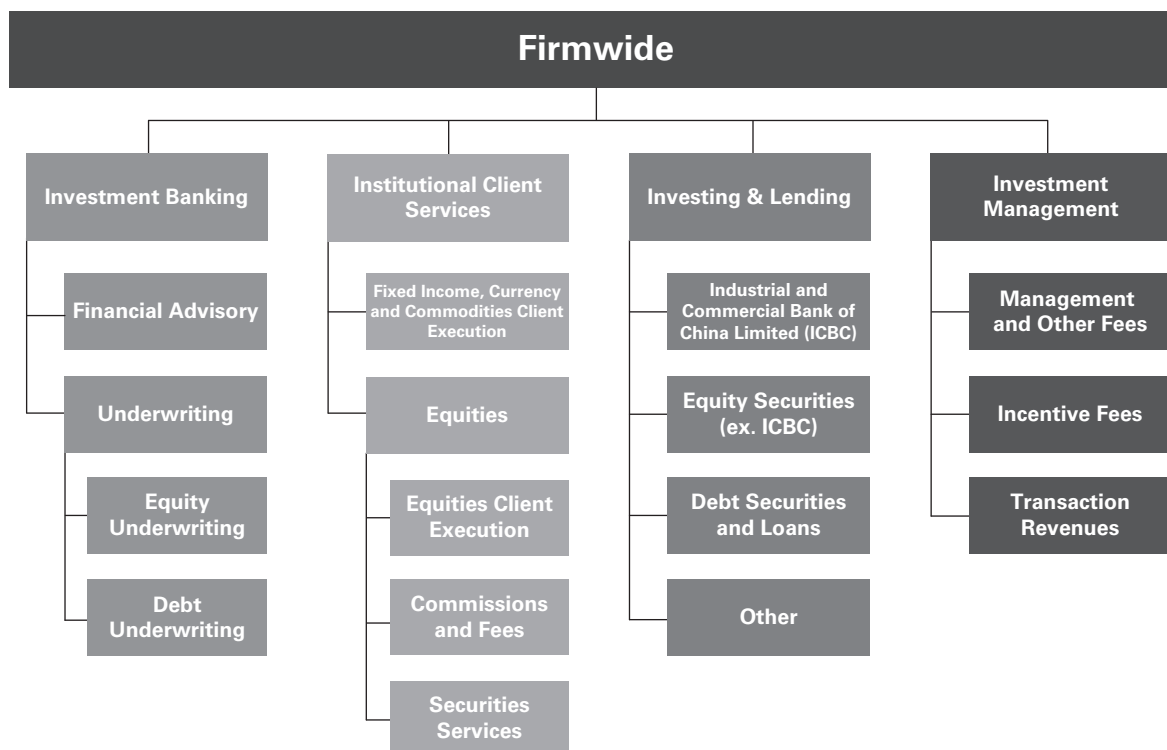 Firmwide
Investment Banking
Financial Advisory
Underwriting
Equity
Underwriting
Debt
Underwriting
Institutional Client
Services
Fixed Income, Currency
and Commodities Client
Execution
Equities
Equities Client
Execution
Commissions
and Fees
Securities
Services
Investing & Lending
Industrial and
Commercial Bank of
China Limited (ICBC)
Equity Securities
(ex. ICBC)
Debt Securities
and Loans
Other
Investment
Management
Management
and Other Fees
Incentive Fees
Transaction
Revenues